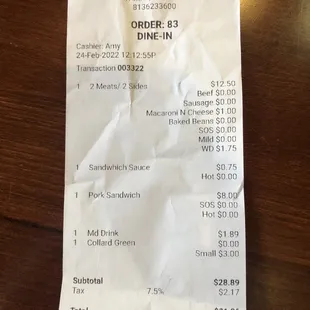 8136233600
ORDER: 83
DINE-IN
Cashier: Amy
24-Feb-2022 12:12:55P
Transaction 003322
1 2 Meats/ 2 Sides $12.50
Beef $0.00
Sausage $0.00
Macaroni N Cheese $1.00
Baked Beans $0.00
SOS $0.00
Mild $0.00
WD $1.75
1 Sandwhich Sauce $0.75
Hot $0.00
1 Pork Sandwich $8.00
SOS $0.00
Hot $0.00
1 Md Drink $1.89
1 Collard Green $0.00
Small $3.00
Subtotal $28.89
Tax 7.5% $2.17
Total